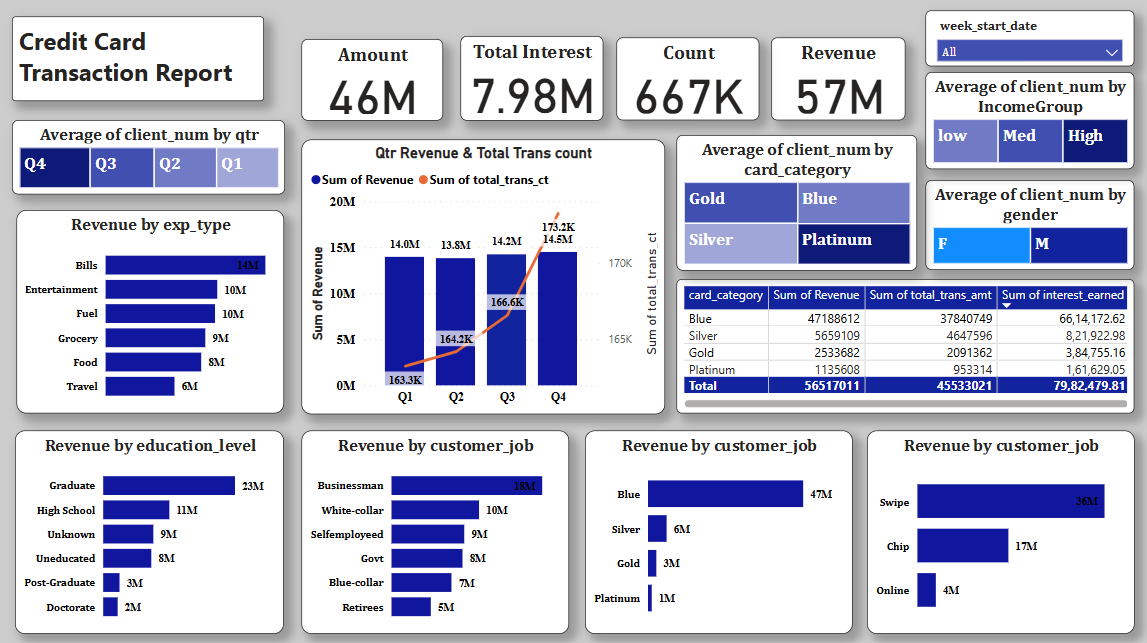 Credit Card
Transaction Report
Amount
46M
Total Interest
7.98M
Count
667K
Revenue
57M
week_start_date
All
Average of client_num by
IncomeGroup
low Med High
Average of client_num by qtr
Q4 Q3 Q2 Q1
Average of client_num by
card_category
Gold Blue
Silver Platinum
Average of client_num by
gender
F M
Revenue by exp_type
Bills 14M
Entertainment 10M
Fuel 10M
Grocery 9M
Food 8M
Travel 6M
Qtr Revenue & Total Trans count
Sum of Revenue Sum of total_trans_ct
20M
15M
10M
5M
0M
Sum of Revenue
14.0M 13.8M 14.2M 14.5M
163.3K 164.2K 166.6K 173.2K
Q1 Q2 Q3 Q4
170K
165K
Sum of total_trans_ct
card_category Sum of Revenue Sum of total_trans_amt Sum of interest_earned
Blue 47188612 37840749 66,14,172.62
Silver 5659109 4647596 8,21,922.98
Gold 2533682 2091362 3,84,755.16
Platinum 1135608 953314 1,61,629.05
Total 56517011 45533021 79,82,479.81
Revenue by education_level
Graduate 23M
High School 11M
Unknown 9M
Uneducated 8M
Post-Graduate 3M
Doctorate 2M
Revenue by customer_job
Businessman 18M
White-collar 10M
Selfemployeed 9M
Govt 8M
Blue-collar 7M
Retirees 5M
Revenue by customer_job
Blue 47M
Silver 6M
Gold 3M
Platinum 1M
Revenue by customer_job
Swipe 36M
Chip 17M
Online 4M